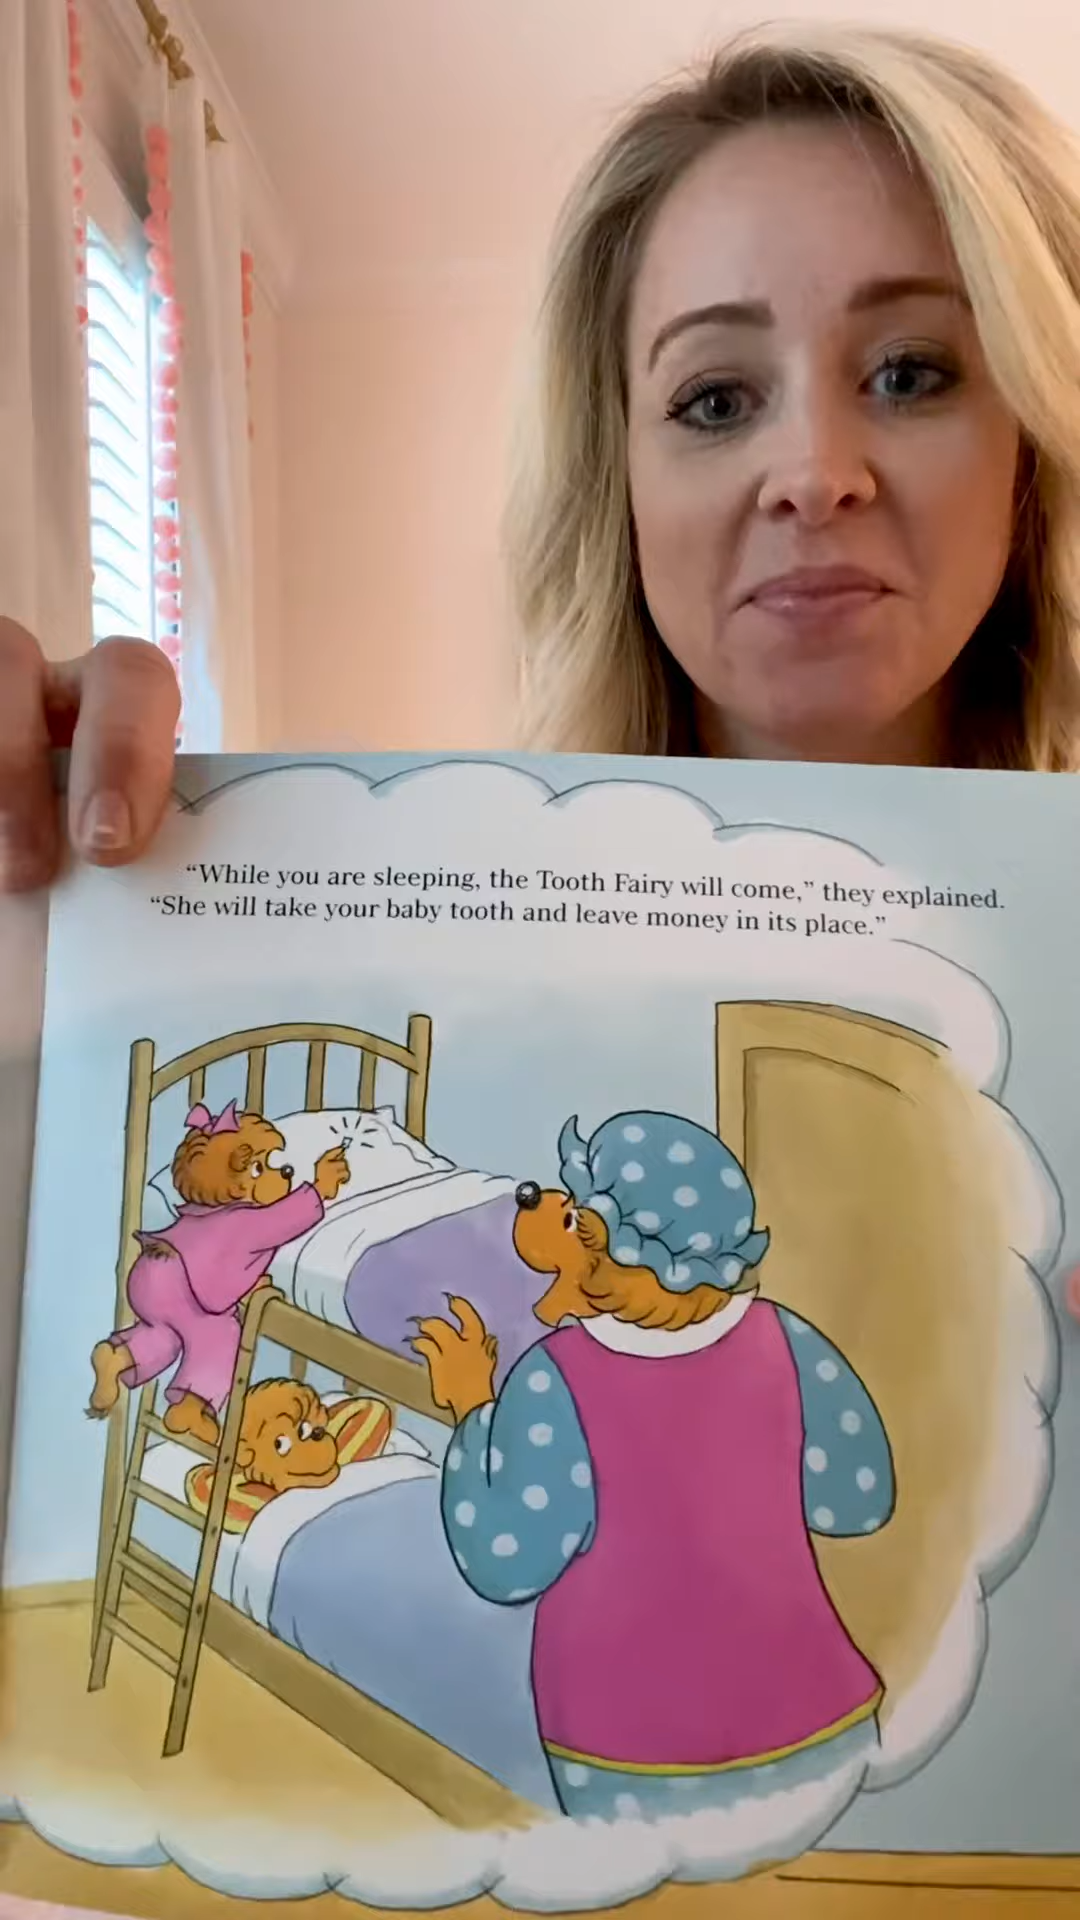 “While you are sleeping, the Tooth Fairy will come,” they explained.
“She will take your baby tooth and leave money in its place.”